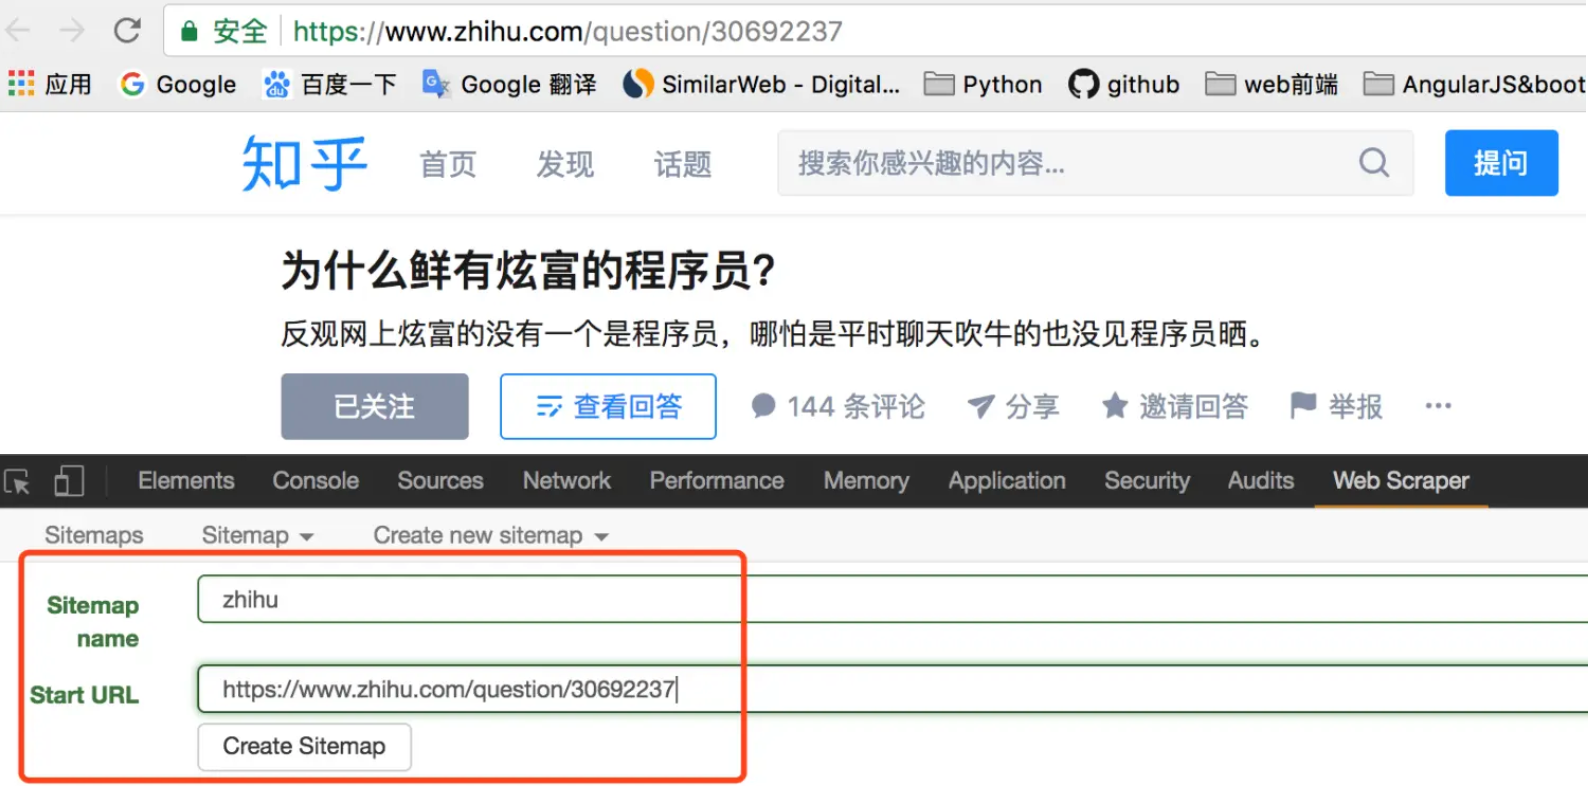 安全 https://www.zhihu.com/question/30692237
应用 Google 百度一下 Google 翻译 SimilarWeb - Digital... Python github web前端 AngularJS&boot
知乎 首页 发现 话题 搜索你感兴趣的内容... 提问
为什么鲜有炫富的程序员?
反观网上炫富的没有一个是程序员，哪怕是平时聊天吹牛的也没见程序员晒。
已关注 查看回答 144 条评论 分享 邀请回答 举报 ...
Elements Console Sources Network Performance Memory Application Security Audits Web Scraper
Sitemaps Sitemap Create new sitemap
Sitemap name zhihu
Start URL https://www.zhihu.com/question/30692237
Create Sitemap